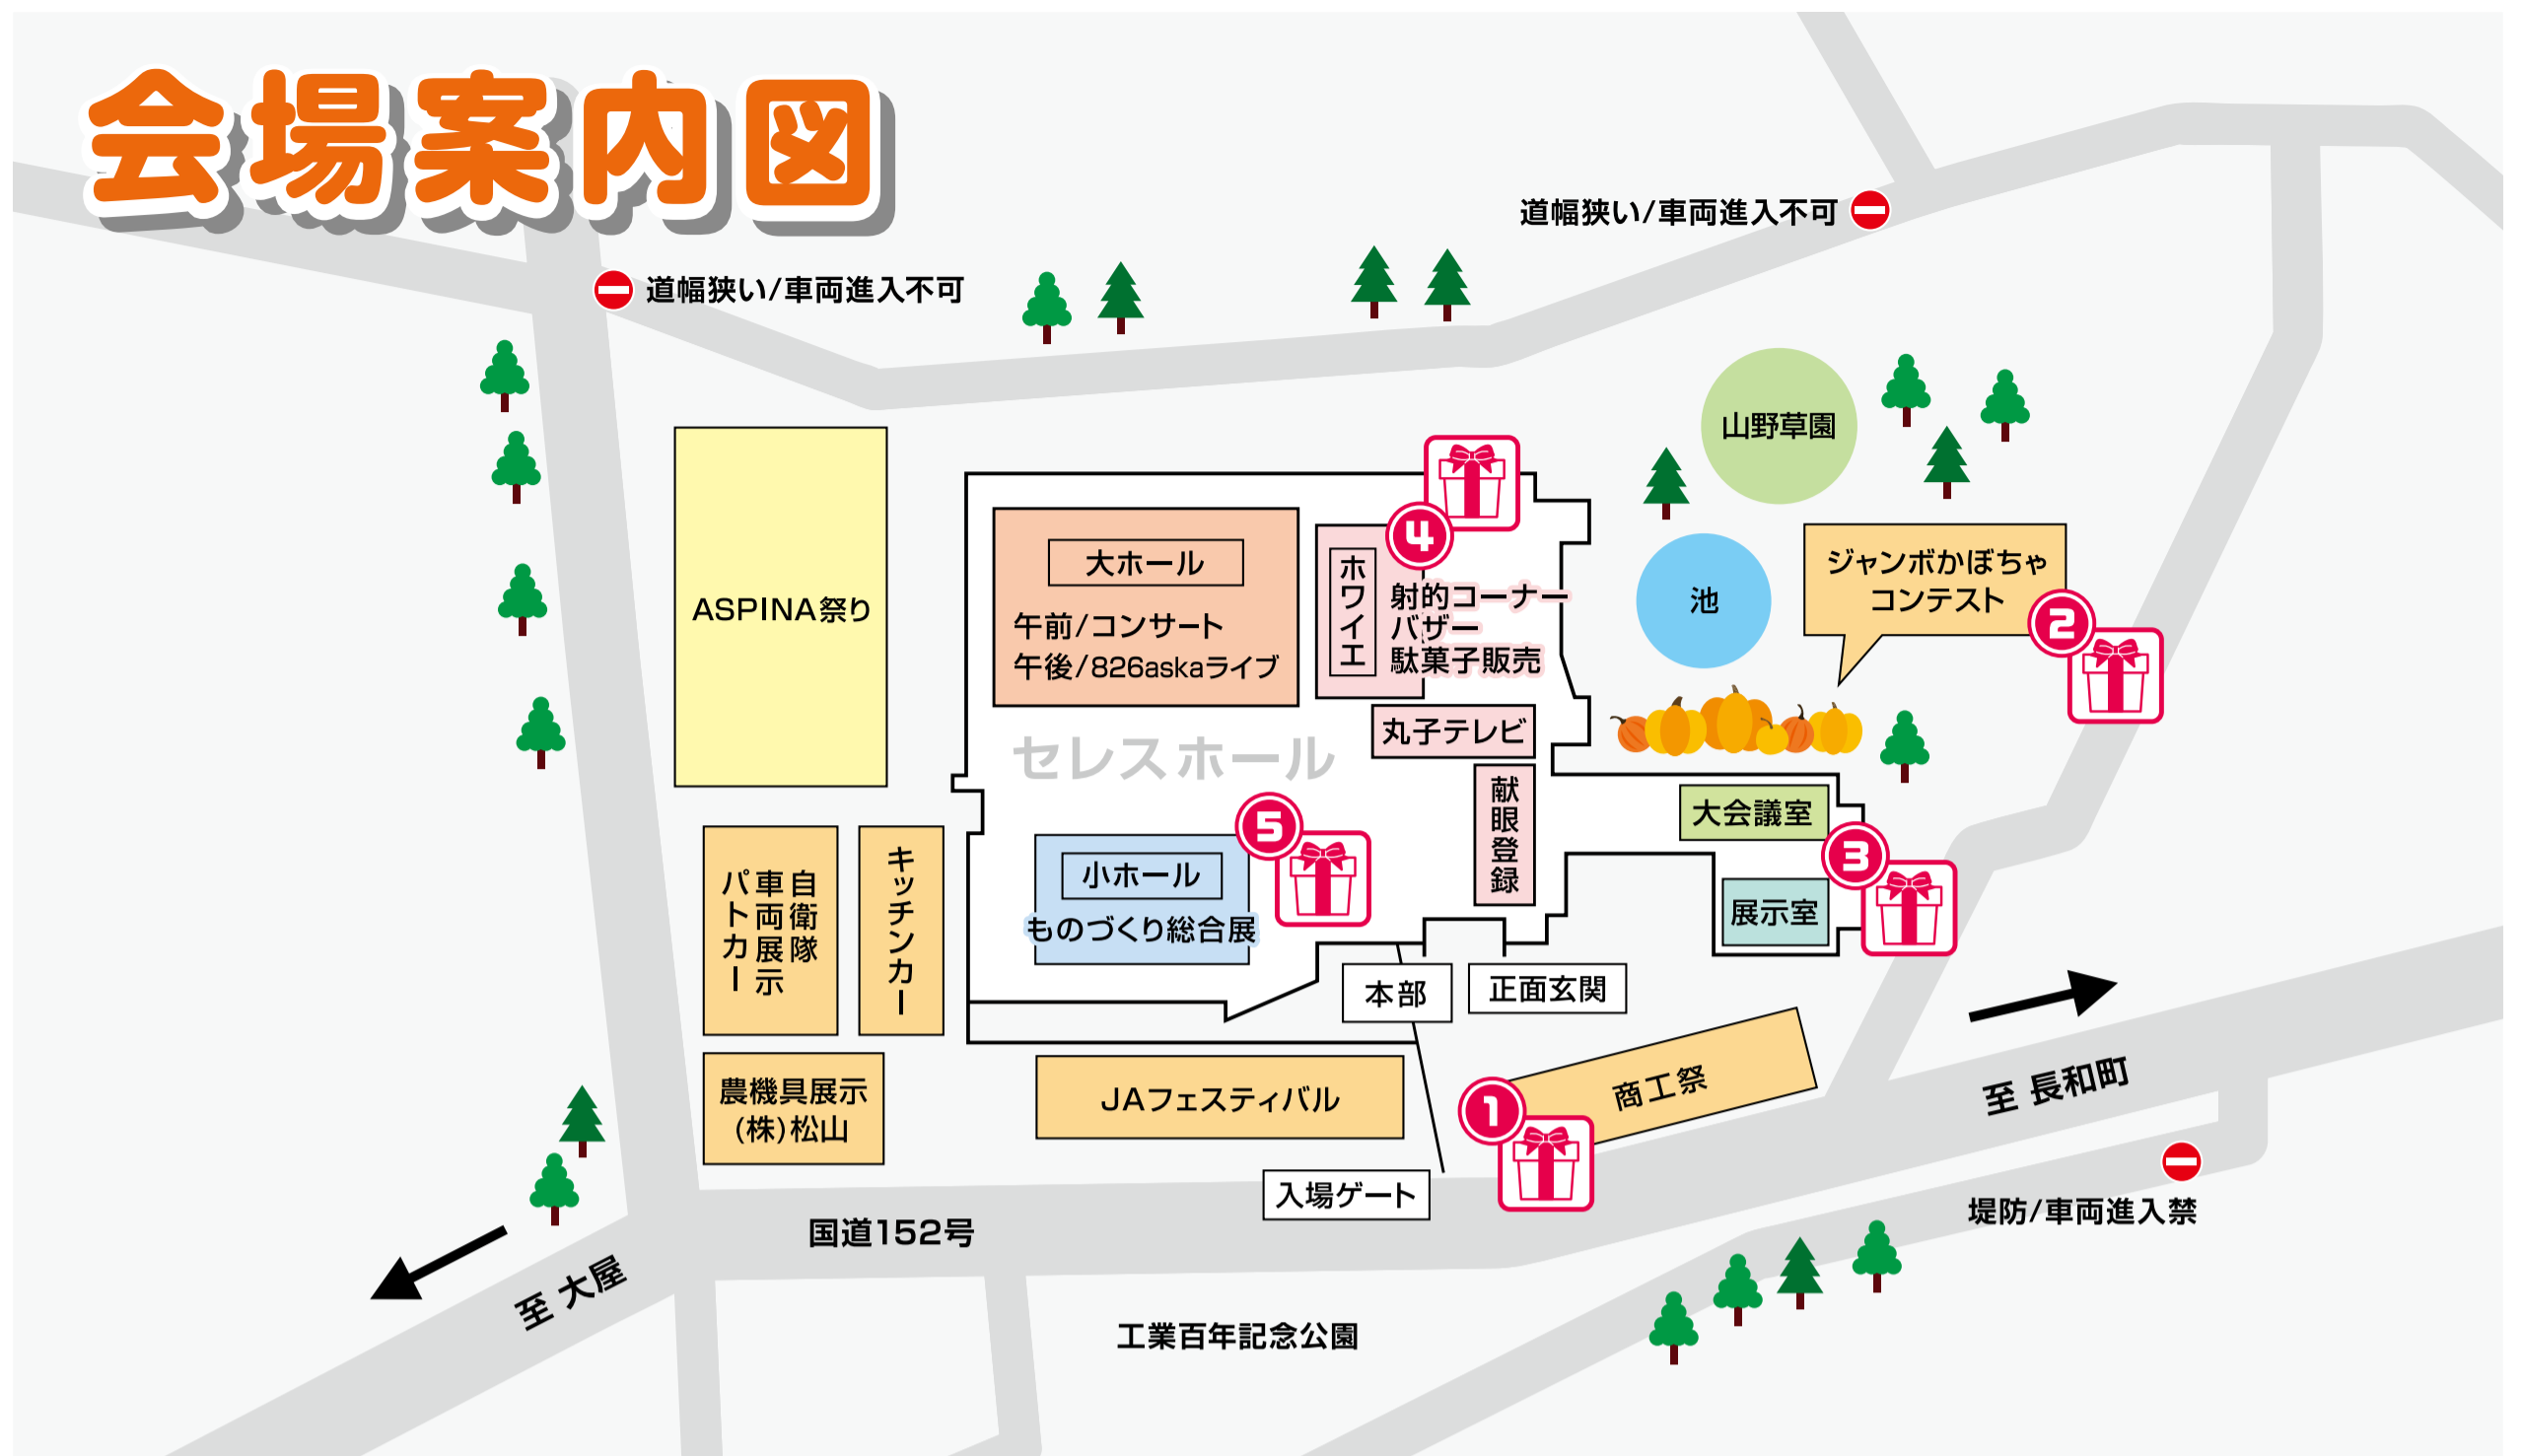 会場案内図
道幅狭い/車両進入不可
道幅狭い/車両進入不可
山野草園
ASPINA祭り
大ホール
午前/コンサート
午後/826askaライブ
ホワイエ
4
射的コーナー
バザー
駄菓子販売
池
ジャンボかぼちゃ
コンテスト
2
丸子テレビ
セレスホール
献眼登録
大会議室
3
展示室
5
小ホール
ものづくり総合展
自衛隊
車両展示
パトカー
キッチンカー
本部
正面玄関
農機具展示
(株)松山
JAフェスティバル
1
商工祭
至 長和町
入場ゲート
国道152号
堤防/車両進入禁
至 大屋
工業百年記念公園